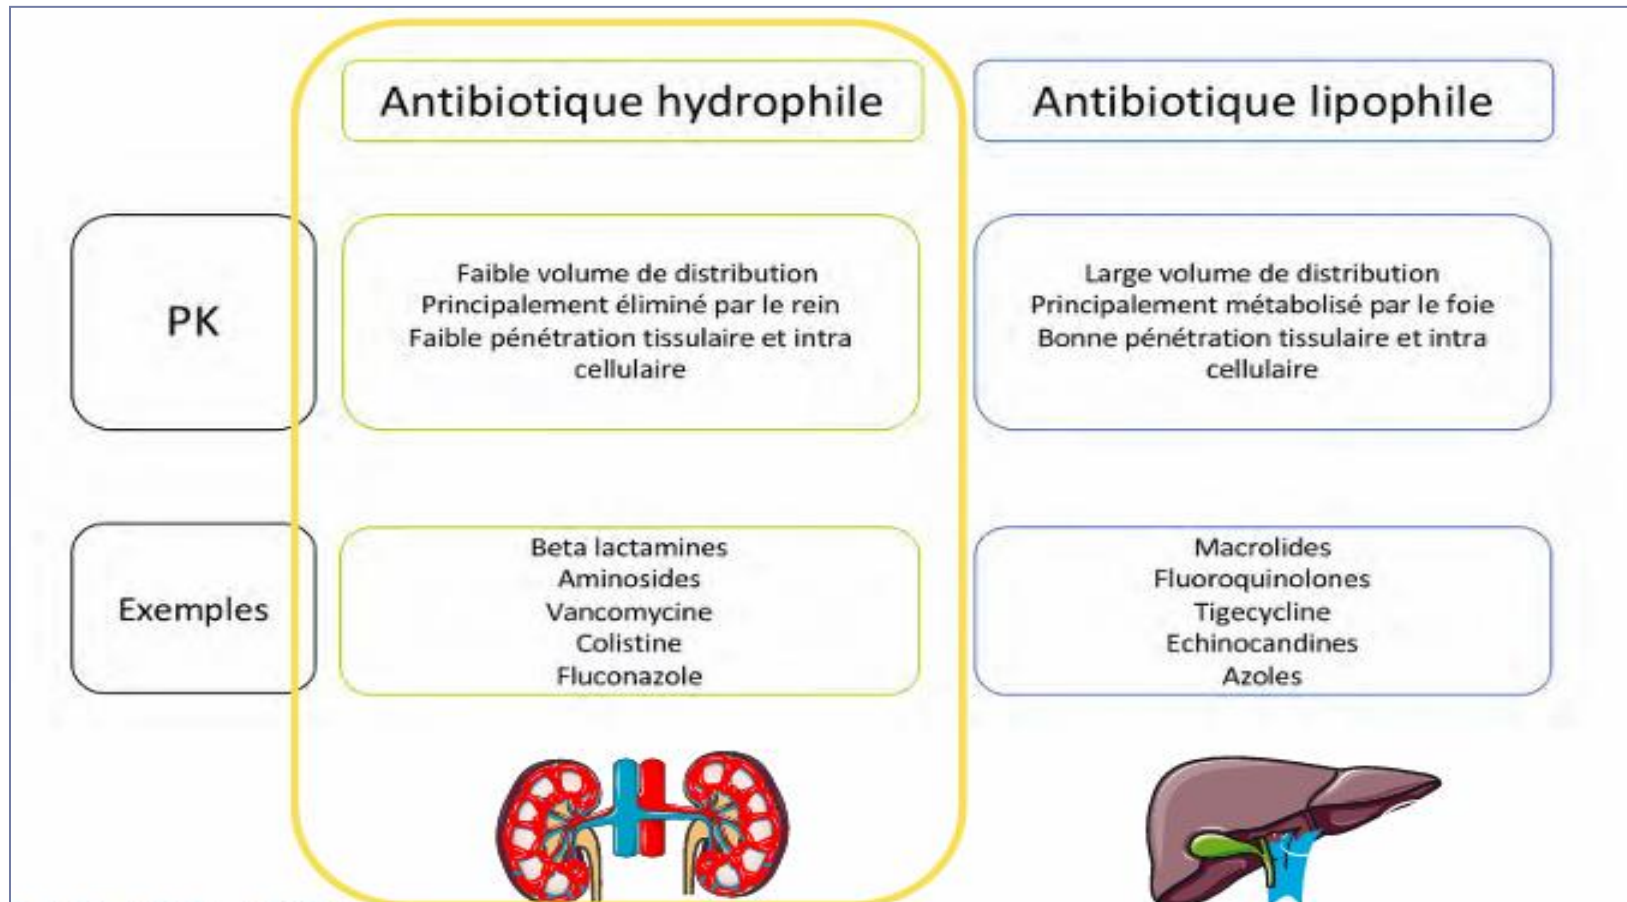 Antibiotique hydrophile
Antibiotique lipophile
PK
Faible volume de distribution
Principalement éliminé par le rein
Faible pénétration tissulaire et intra
cellulaire
Large volume de distribution
Principalement métabolisé par le foie
Bonne pénétration tissulaire et intra
cellulaire
Exemples
Beta lactamines
Aminosides
Vancomycine
Colistine
Fluconazole
Macrolides
Fluoroquinolones
Tigecycline
Echinocandines
Azoles